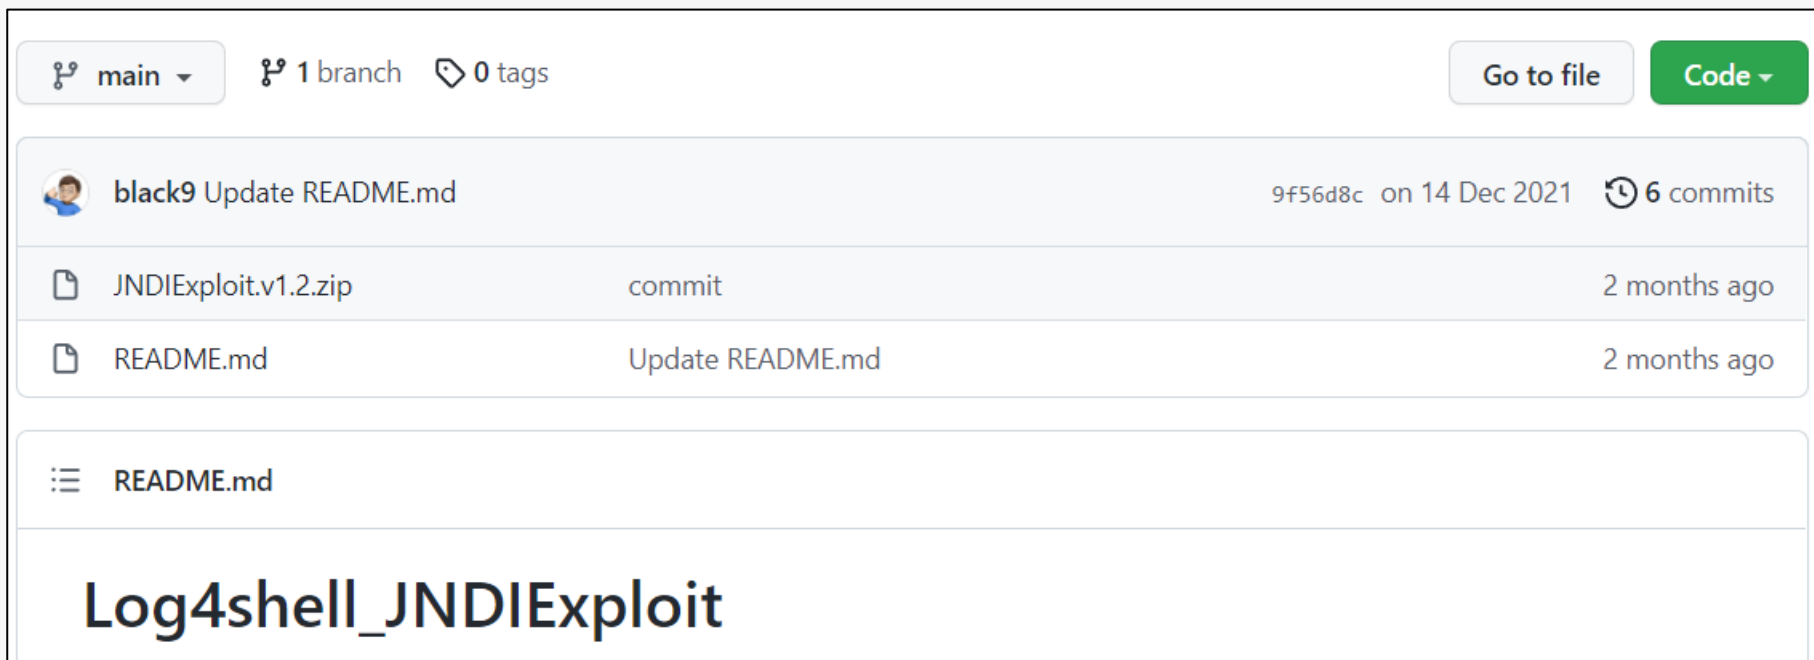 main 1 branch 0 tags Go to file Code
black9 Update README.md 9f56d8c on 14 Dec 2021 6 commits
JNDIExploit.v1.2.zip commit 2 months ago
README.md Update README.md 2 months ago
README.md
Log4shell_JNDIExploit